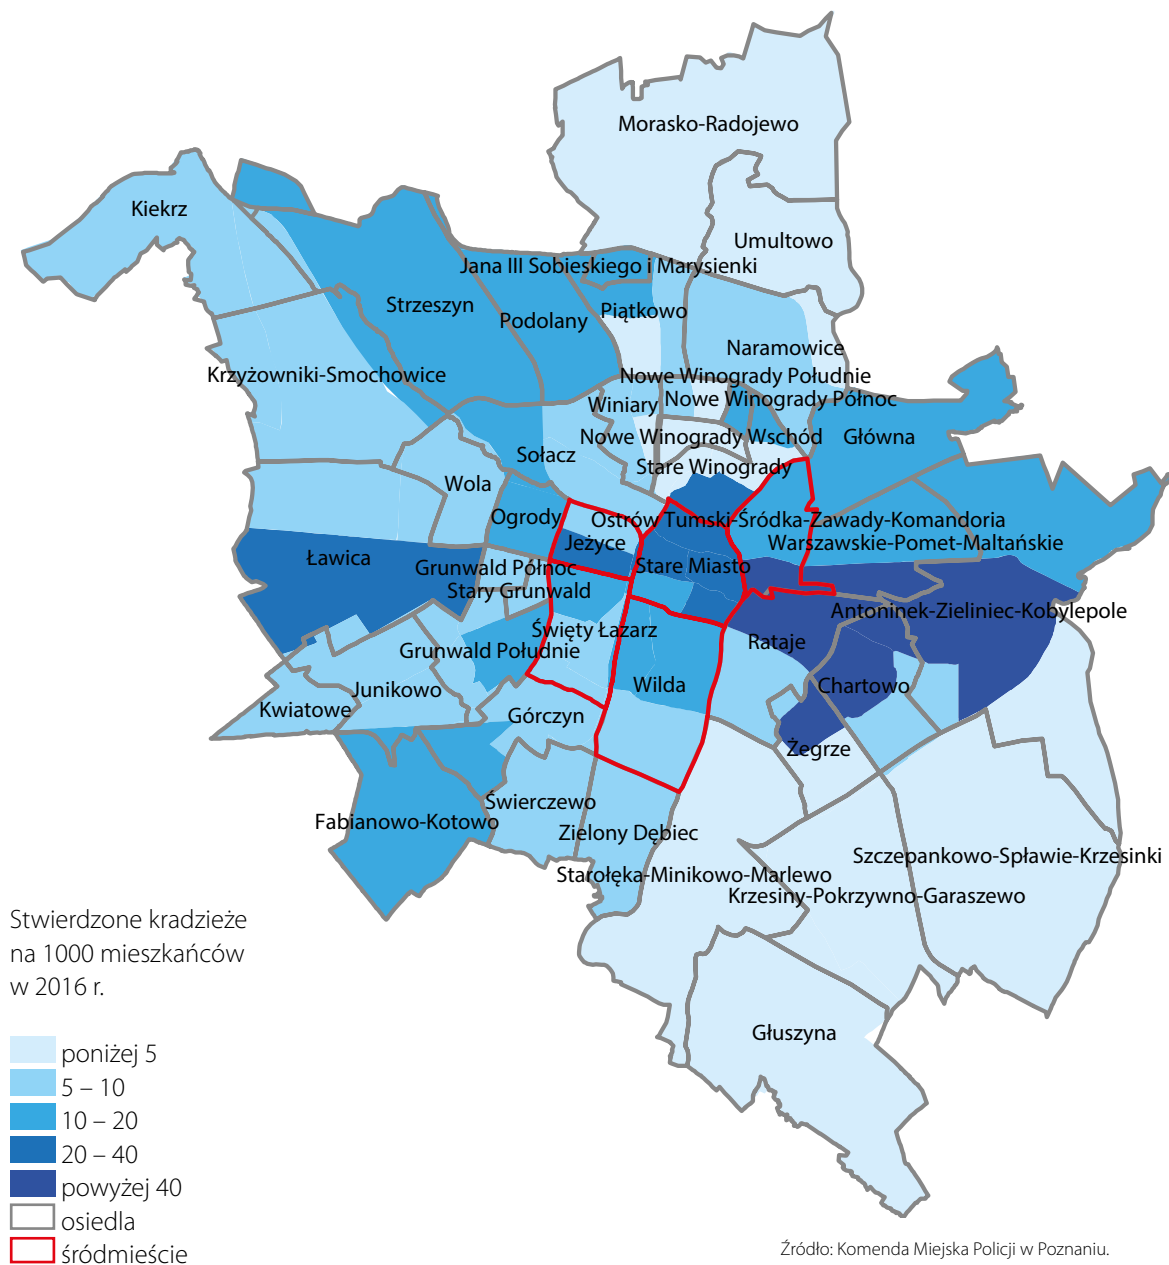 Morasko-Radojewo
Kiekrz
Umultowo
Jana III Sobieskiego i Marysieńki
Strzeszyn
Piątkowo
Podolany
Naramowice
Krzyżowniki-Smochowice
Nowe Winogrady Południe
Nowe Winogrady Północ
Winiary
Nowe Winogrady Wschód
Główna
Sołacz
Stare Winogrady
Wola
Ogrody
Ostrów Tumski-Śródka-Zawady-Komandoria
Jeżyce
Warszawskie-Pomet-Maltańskie
Ławica
Grunwald Północ
Stare Miasto
Stary Grunwald
Antoninek-Zieliniec-Kobylepole
Święty Łazarz
Rataje
Grunwald Południe
Junikowo
Wilda
Chartowo
Kwiatowe
Górczyn
Żegrze
Świerczewo
Fabianowo-Kotowo
Zielony Dębiec
Szczepankowo-Spławie-Krzesinki
Starołęka-Minikowo-Marlewo
Krzesiny-Pokrzywno-Garaszewo
Głuszyna
Stwierdzone kradzieże
na 1000 mieszkańców
w 2016 r.
poniżej 5
5 – 10
10 – 20
20 – 40
powyżej 40
osiedla
śródmieście
Źródło: Komenda Miejska Policji w Poznaniu.